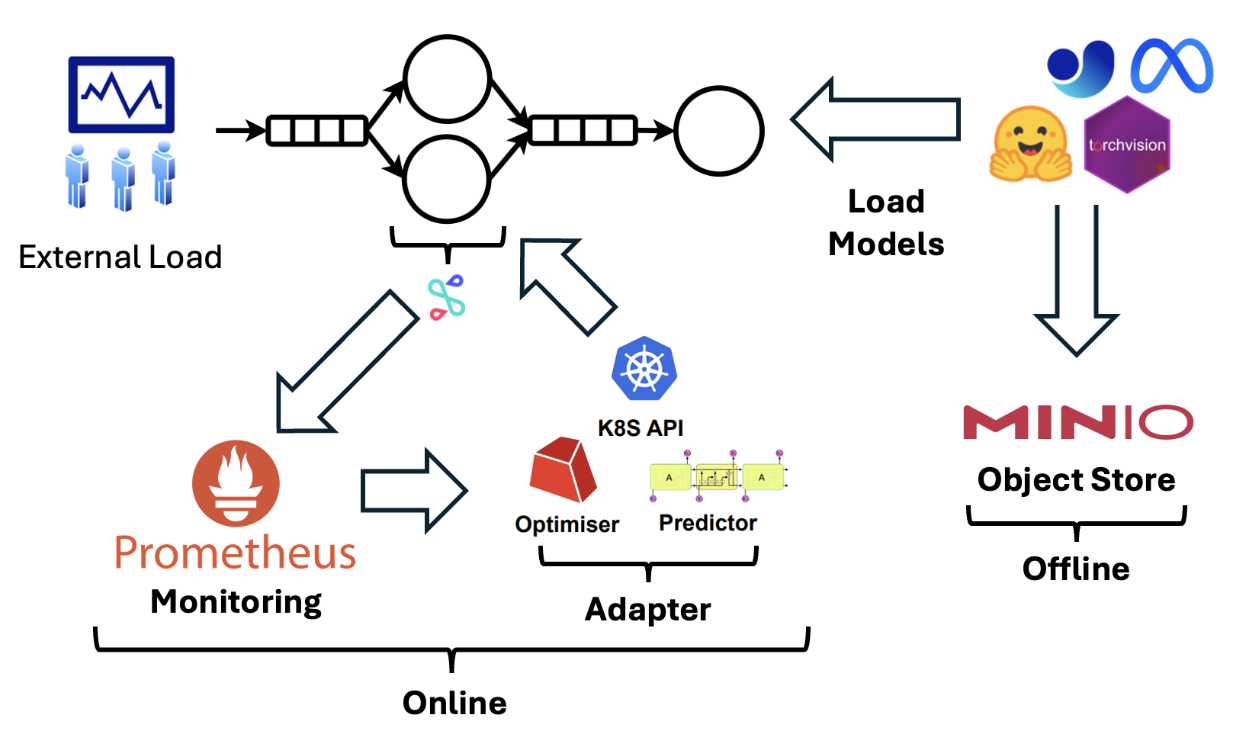 torchvision
Load
Models
External Load
K8S API
MINIO
Object Store
A
A
Optimiser
Predictor
Prometheus
Monitoring
Offline
Adapter
Online